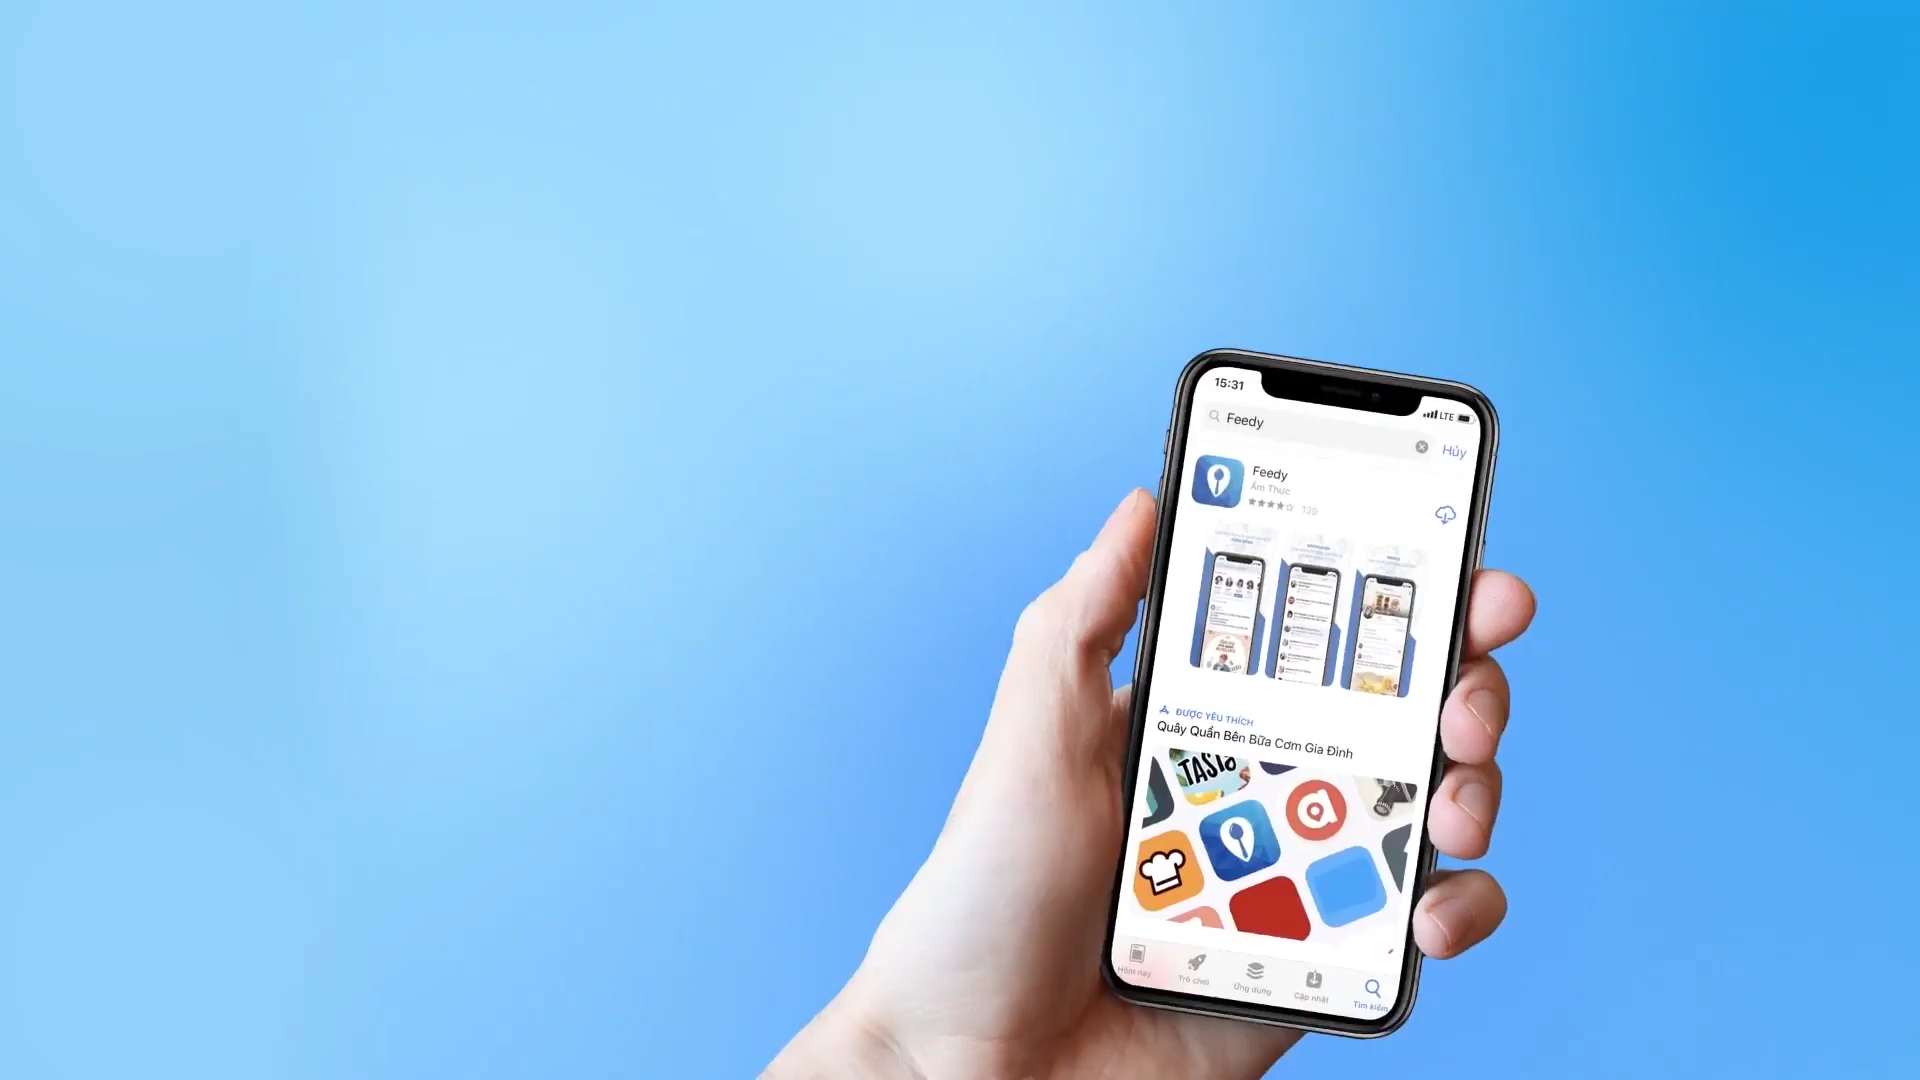 15:31
LTE
Feedy
Hủy
Feedy
Ẩm Thực
139
ĐƯỢC YÊU THÍCH
Quây Quần Bên Bữa Cơm Gia Đình
TASTY
Hôm nay
Trò chơi
Ứng dụng
Cập nhật
Tìm kiếm